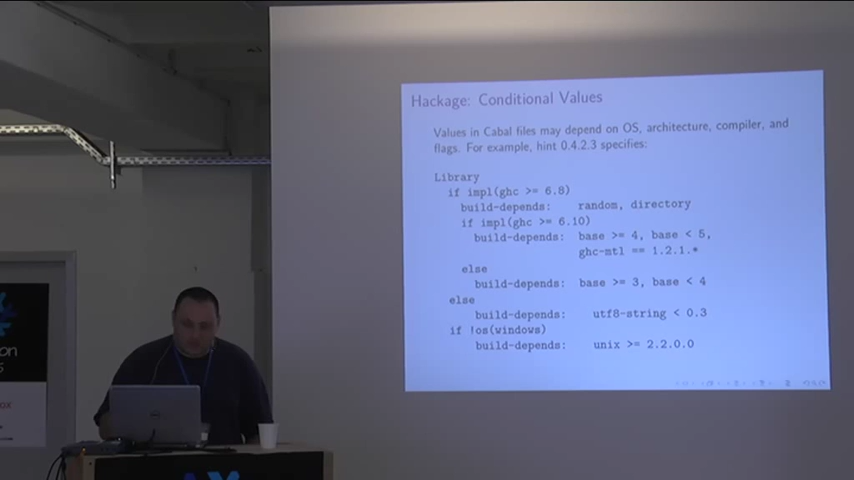 Hackage: Conditional Values
Values in Cabal files may depend on OS, architecture, compiler, and
flags. For example, hint 0.4.2.3 specifies:
Library
if impl(ghc >= 6.8)
build-depends: random, directory
if impl(ghc >= 6.10)
build-depends: base >= 4, base < 5,
ghc-mtl == 1.2.1.*
else
build-depends: base >= 3, base < 4
else
build-depends: utf8-string < 0.3
if !os(windows)
build-depends: unix >= 2.2.0.0